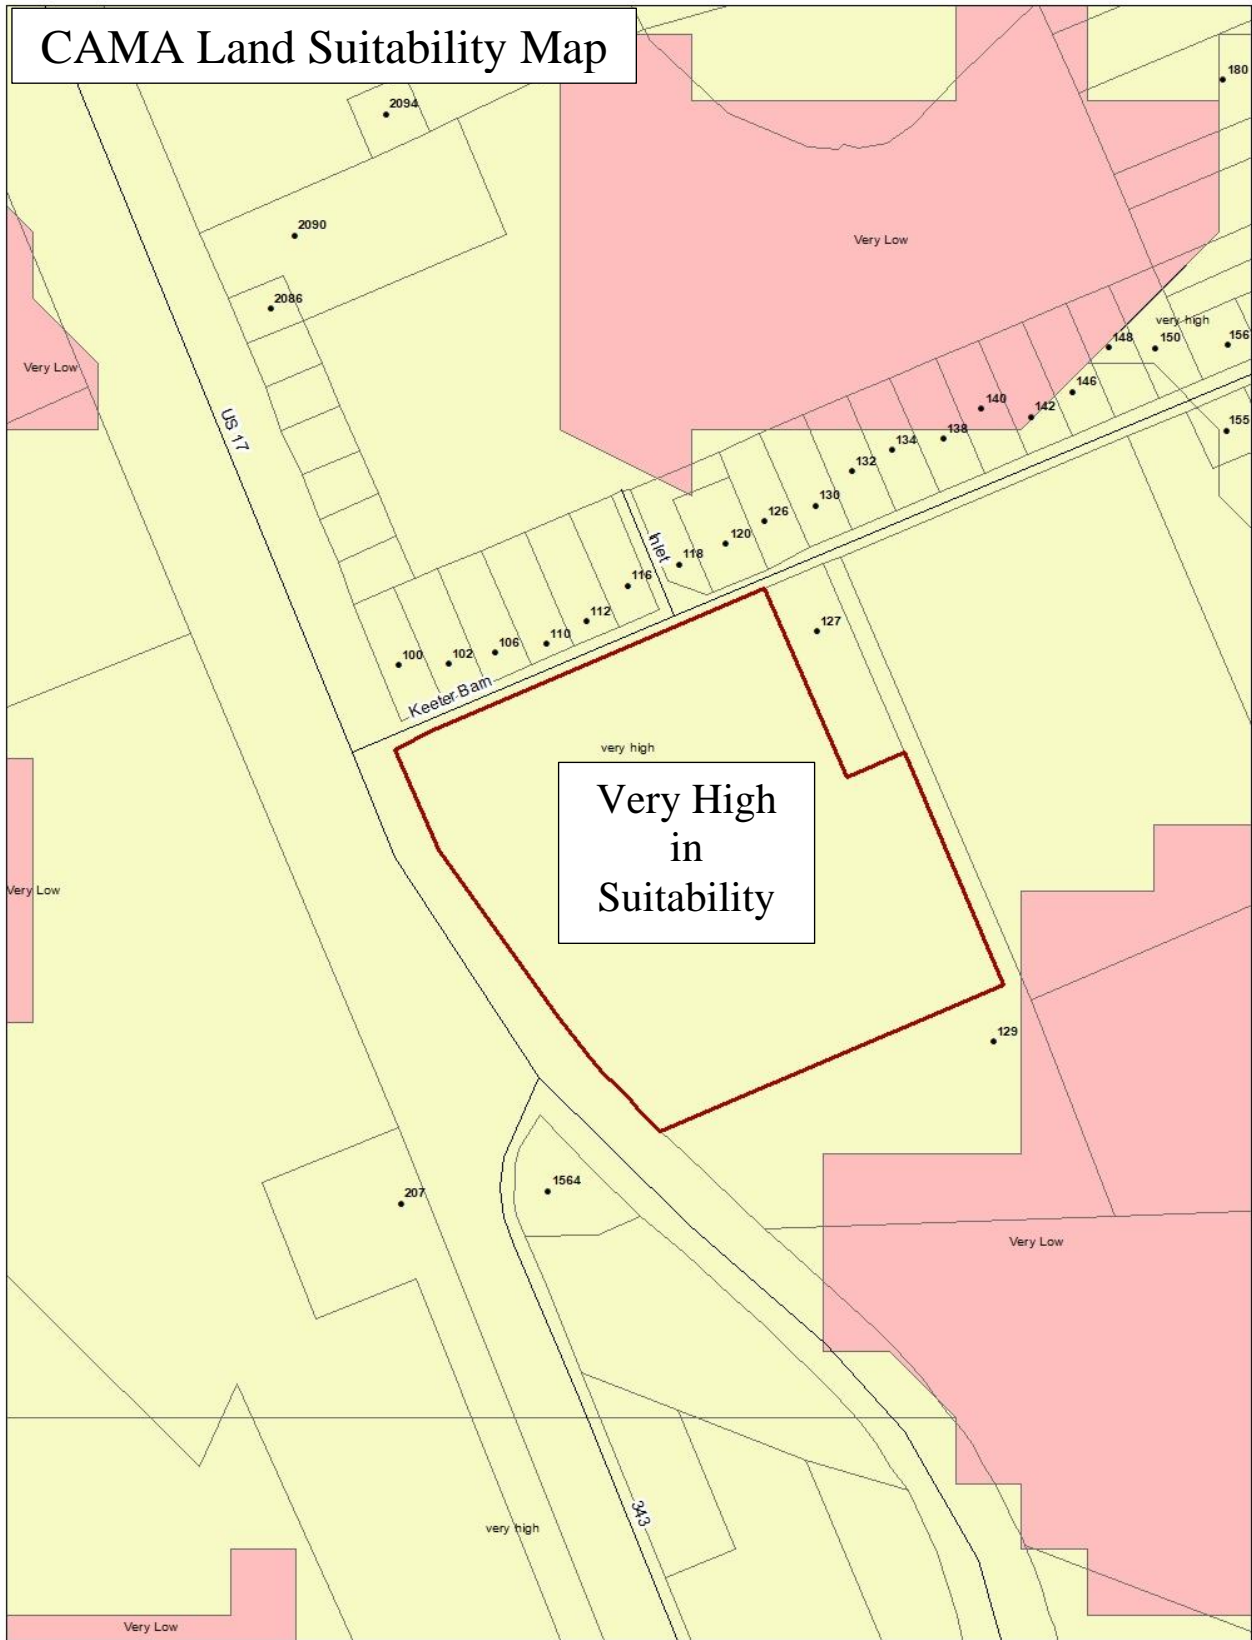 CAMA Land Suitability Map
180
2094
2090
Very Low
2086
very high
148
150
156
Very Low
146
140
142
155
US 17
138
134
132
130
126
120
Inlet
118
116
127
112
110
106
102
100
Keeter Barn
very high
Very High
in
Suitability
Very Low
129
1564
207
Very Low
343
very high
Very Low